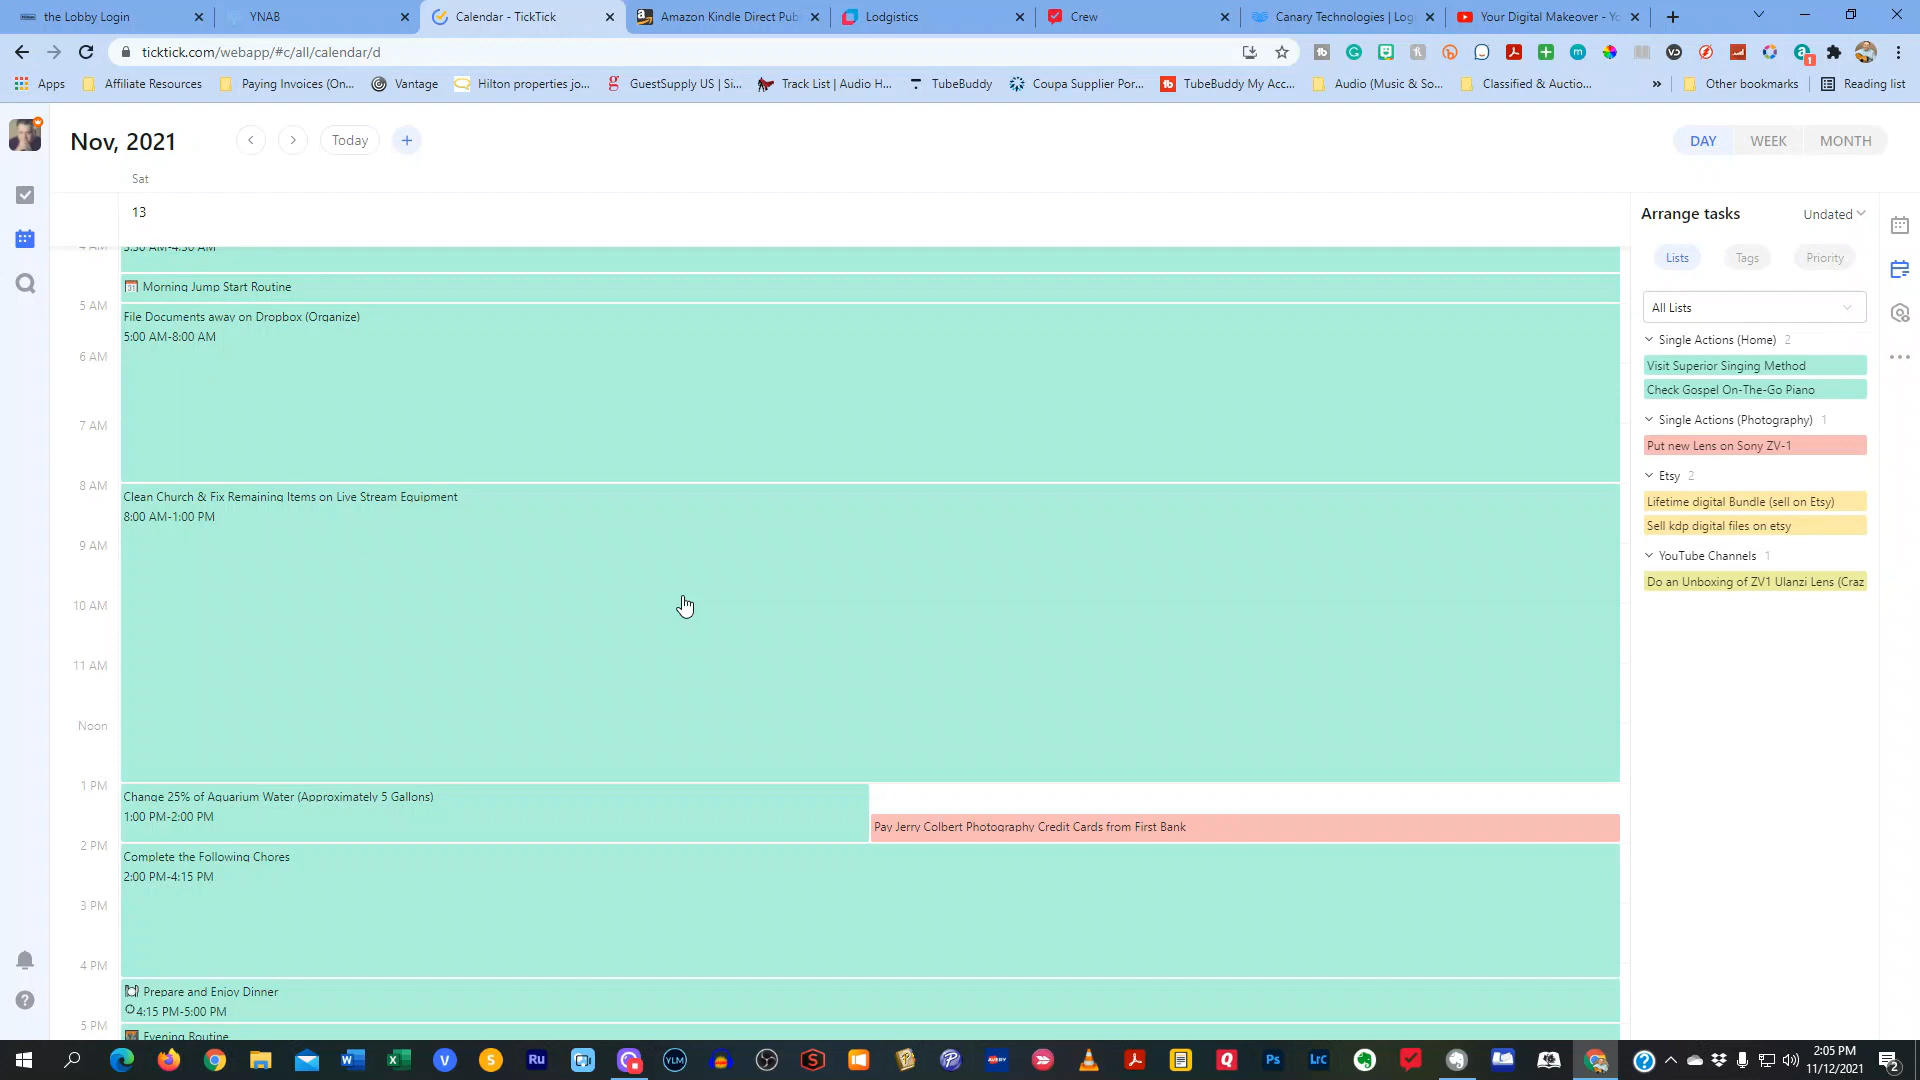 the Lobby Login
YNAB
Calendar - TickTick
Amazon Kindle Direct Pub
Lodgistics
Crew
Canary Technologies | Log
Your Digital Makeover - Yo
ticktick.com/webapp/#c/all/calendar/d
Apps
Affiliate Resources
Paying Invoices (On...
Vantage
Hilton properties jo...
GuestSupply US | Si...
Track List | Audio H...
TubeBuddy
Coupa Supplier Por...
TubeBuddy My Acc...
Audio (Music & So...
Classified & Auctio...
Other bookmarks
Reading list
Nov, 2021
Today
DAY
WEEK
MONTH
Sat
13
4 AM
3:30 AM-4:30 AM
Morning Jump Start Routine
5 AM
File Documents away on Dropbox (Organize)
5:00 AM-8:00 AM
6 AM
7 AM
8 AM
Clean Church & Fix Remaining Items on Live Stream Equipment
8:00 AM-1:00 PM
9 AM
10 AM
11 AM
Noon
1 PM
Change 25% of Aquarium Water (Approximately 5 Gallons)
1:00 PM-2:00 PM
Pay Jerry Colbert Photography Credit Cards from First Bank
2 PM
Complete the Following Chores
2:00 PM-4:15 PM
3 PM
4 PM
Prepare and Enjoy Dinner
4:15 PM-5:00 PM
5 PM
Evening Routine
Arrange tasks
Undated
Lists
Tags
Priority
All Lists
Single Actions (Home) 2
Visit Superior Singing Method
Check Gospel On-The-Go Piano
Single Actions (Photography) 1
Put new Lens on Sony ZV-1
Etsy 2
Lifetime digital Bundle (sell on Etsy)
Sell kdp digital files on etsy
YouTube Channels 1
Do an Unboxing of ZV1 Ulanzi Lens (Craz
2:05 PM
11/12/2021